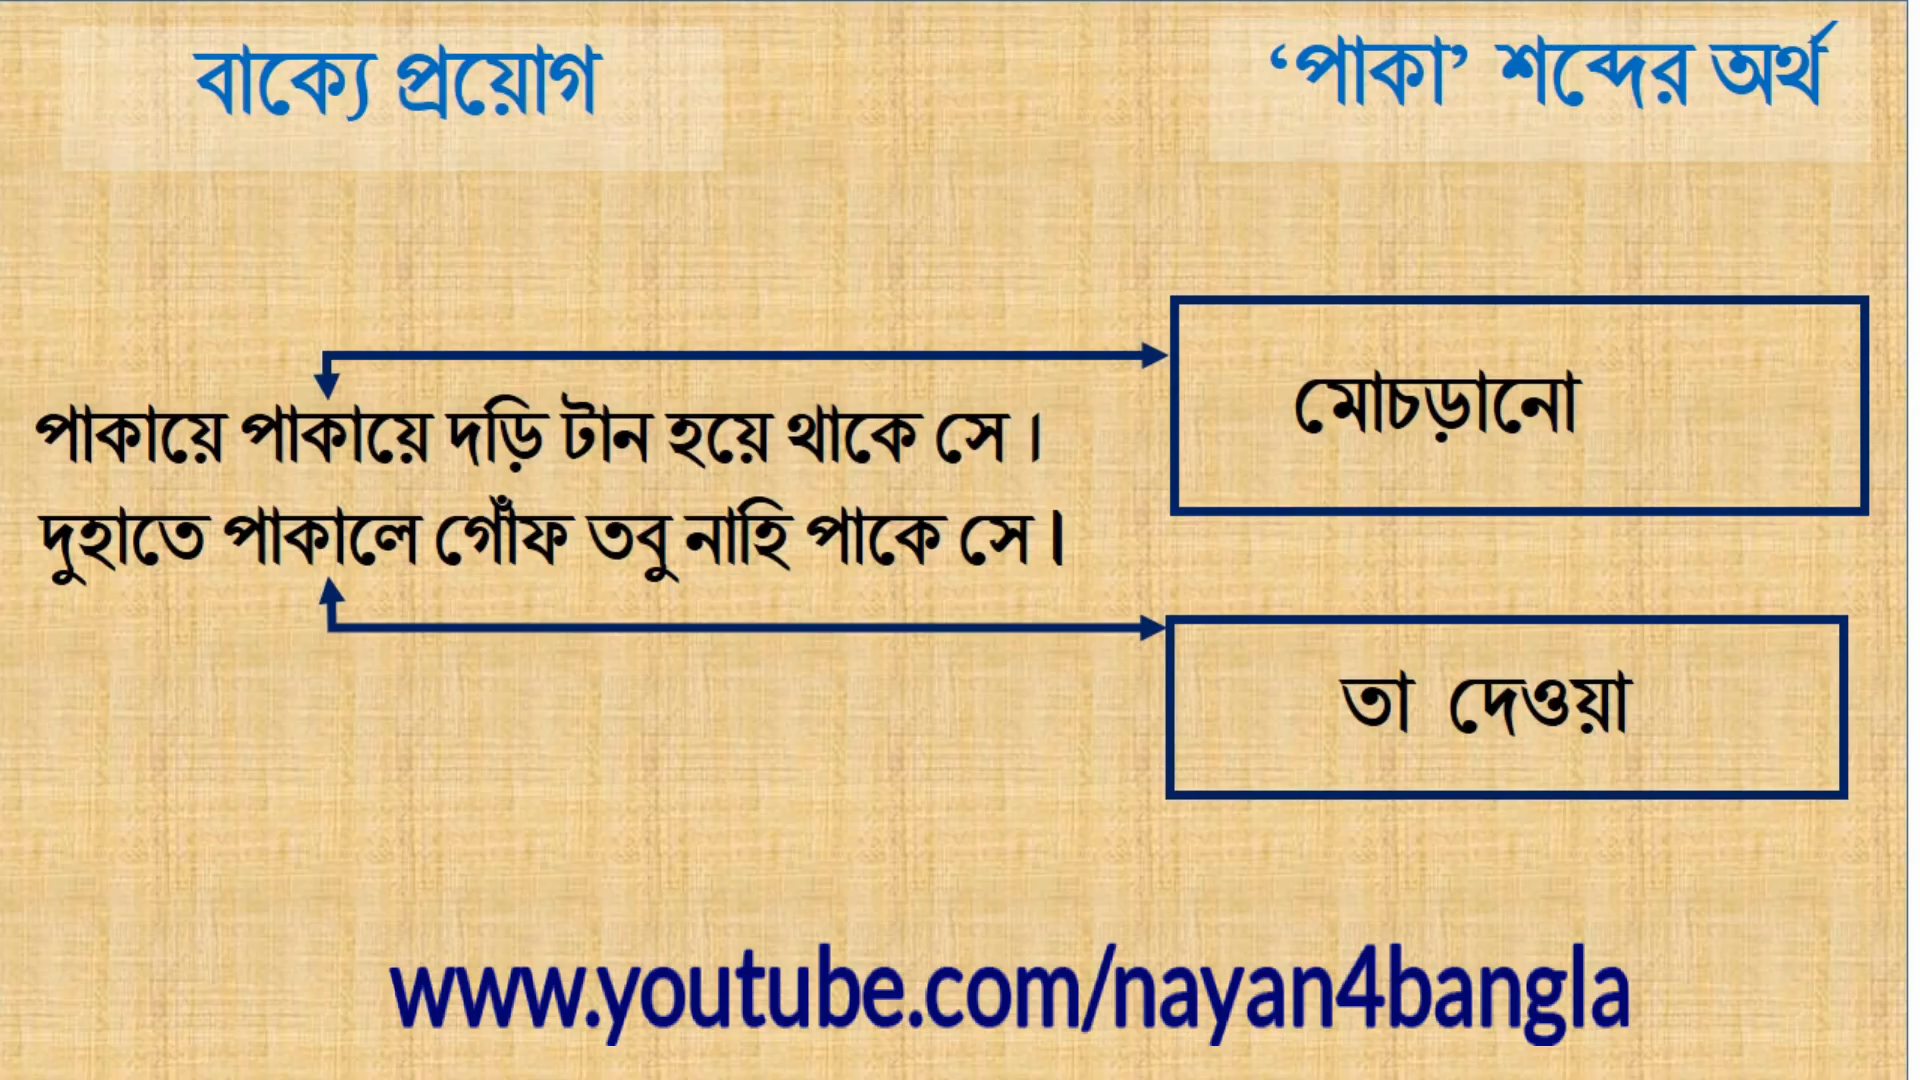 বাক্যে প্রয়োগ
‘পাকা’ শব্দের অর্থ
পাকায়ে পাকায়ে দড়ি টান হয়ে থাকে সে।
দুহাতে পাকালে গোঁফ তবু নাহি পাকে সে।
মোচড়ানো
তা দেওয়া
www.youtube.com/nayan4bangla